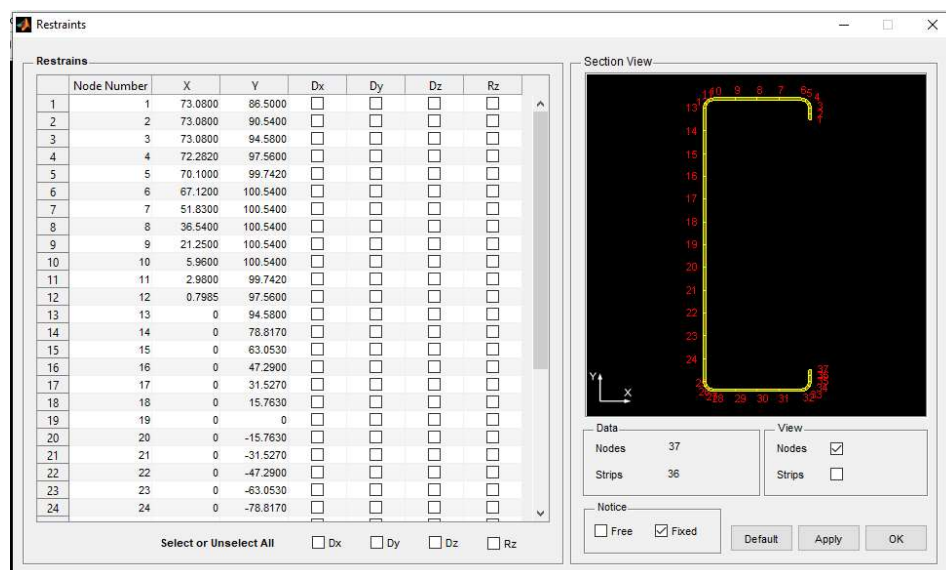 Restraints
Restrains
Node Number X Y Dx Dy Dz Rz
1 1 73.0800 86.5000
2 2 73.0800 90.5400
3 3 73.0800 94.5800
4 4 72.2820 97.5600
5 5 70.1000 99.7420
6 6 67.1200 100.5400
7 7 51.8300 100.5400
8 8 36.5400 100.5400
9 9 21.2500 100.5400
10 10 5.9600 100.5400
11 11 2.9800 99.7420
12 12 0.7985 97.5600
13 13 0 94.5800
14 14 0 78.8170
15 15 0 63.0530
16 16 0 47.2900
17 17 0 31.5270
18 18 0 15.7630
19 19 0 0
20 20 0 -15.7630
21 21 0 -31.5270
22 22 0 -47.2900
23 23 0 -63.0530
24 24 0 -78.8170
Select or Unselect All Dx Dy Dz Rz
Section View
9 8 7
13
14
15
16
17
18
19
20
21
22
23
24
29 30 31
Y
X
Data
Nodes 37
Strips 36
View
Nodes
Strips
Notice
Free Fixed
Default Apply OK